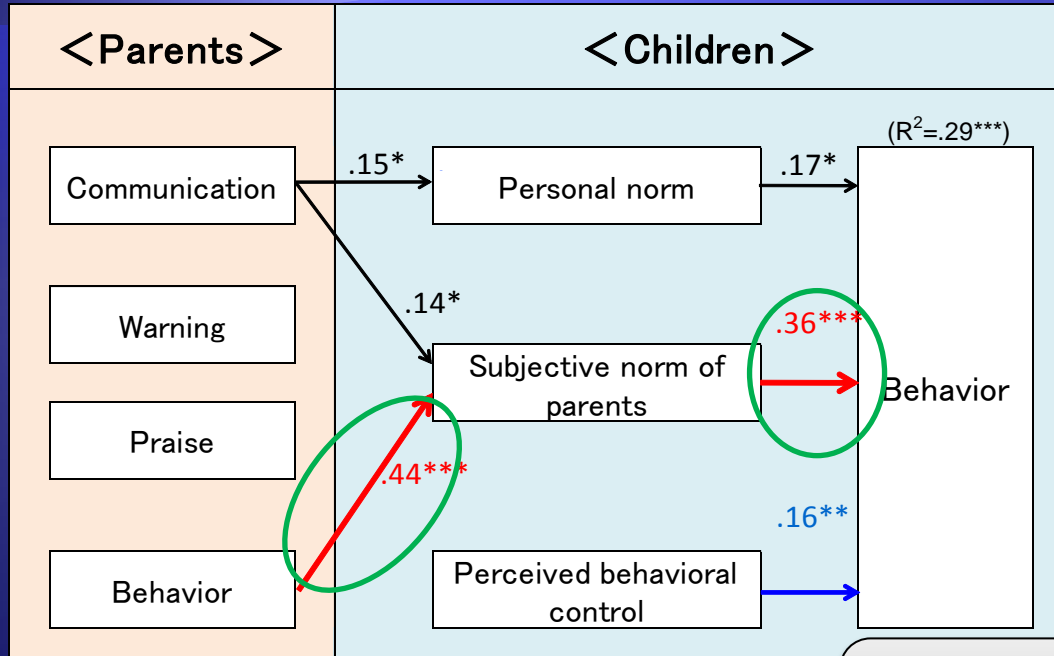 ＜Parents＞
＜Children＞
(R²=.29***)
Communication
.15*
Personal norm
.17*
Warning
.14*
Subjective norm of
parents
.36***
Behavior
Praise
.44***
.16**
Behavior
Perceived behavioral
control